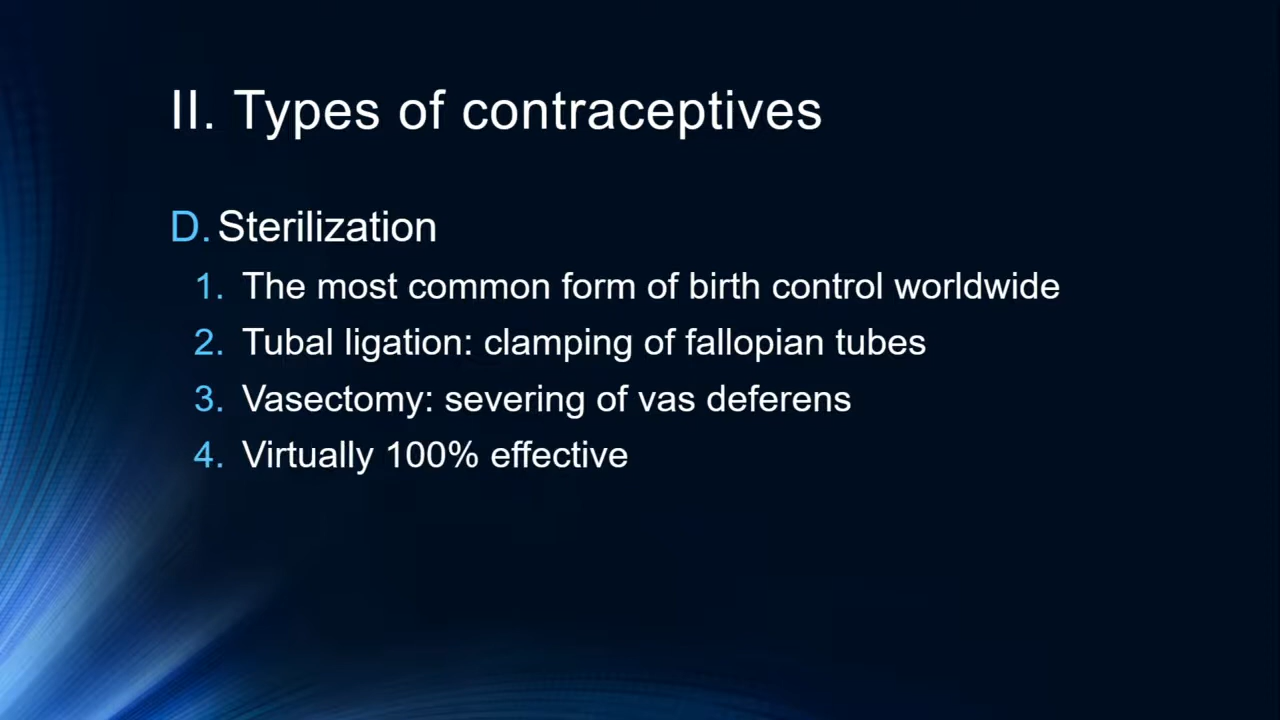 II. Types of contraceptives
D. Sterilization
1. The most common form of birth control worldwide
2. Tubal ligation: clamping of fallopian tubes
3. Vasectomy: severing of vas deferens
4. Virtually 100% effective